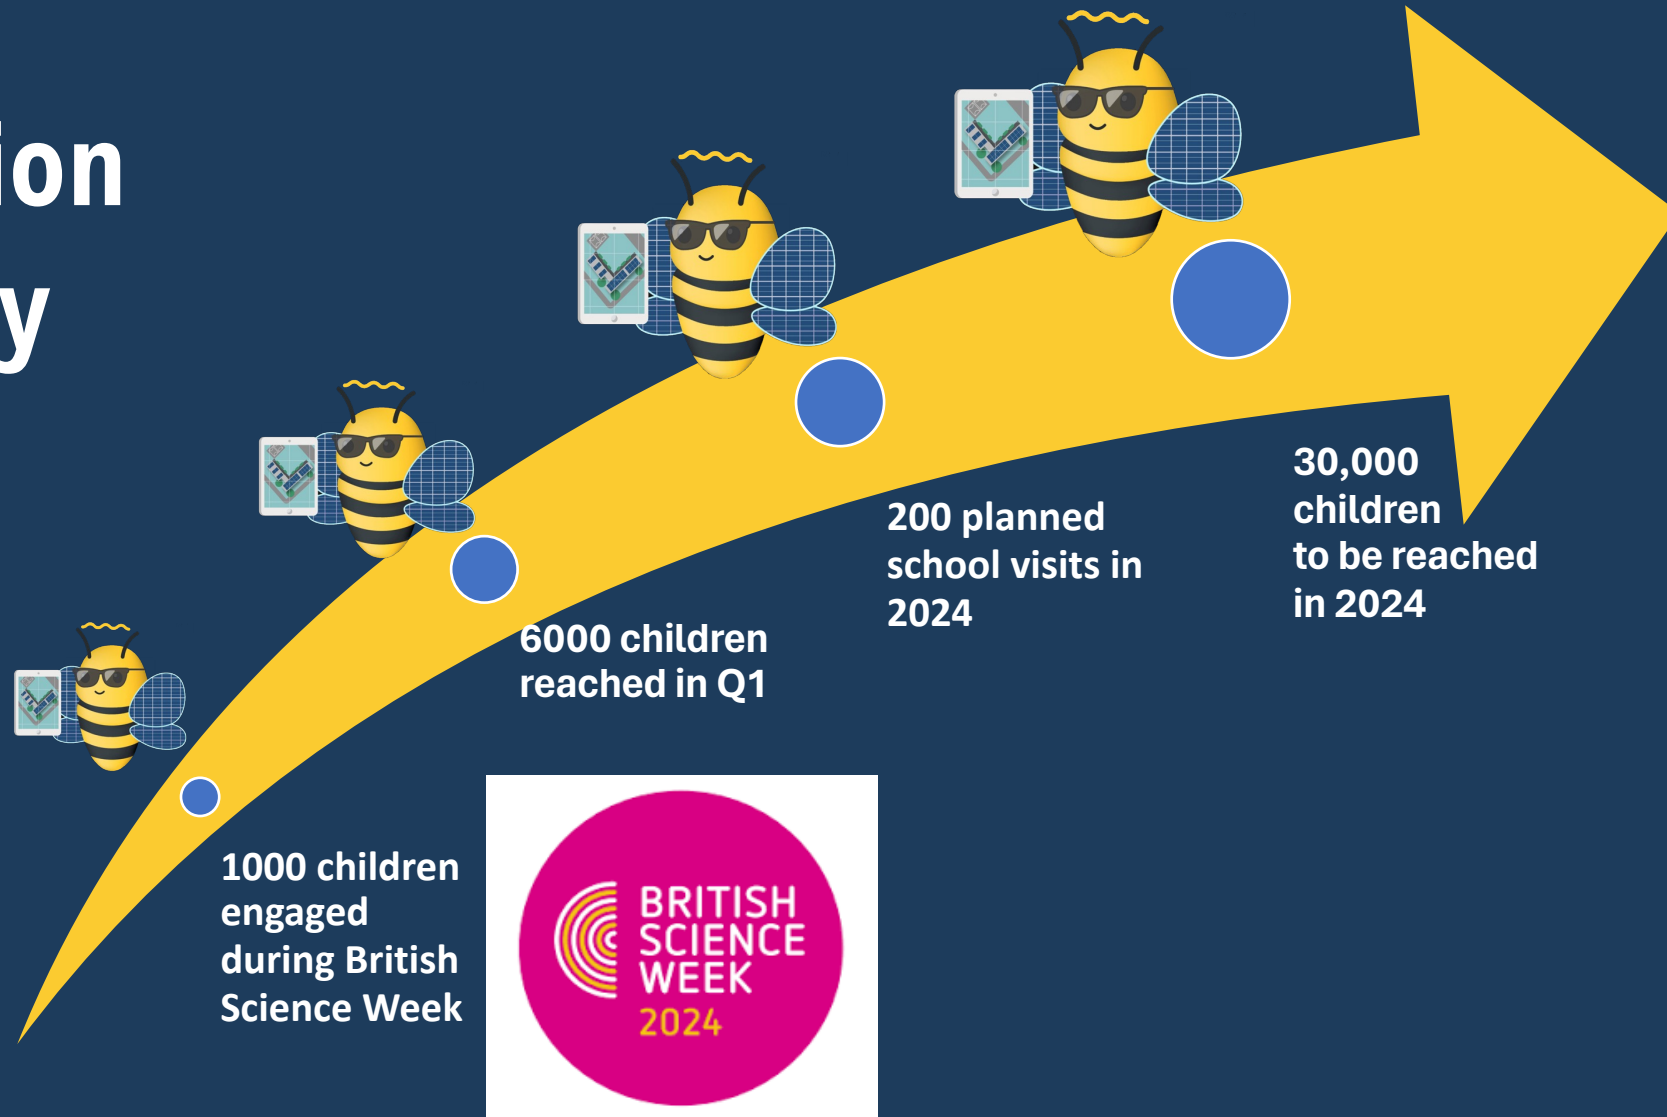 ion
y
1000 children
engaged
during British
Science Week
6000 children
reached in Q1
200 planned
school visits in
2024
30,000
children
to be reached
in 2024
BRITISH
SCIENCE
WEEK
2024